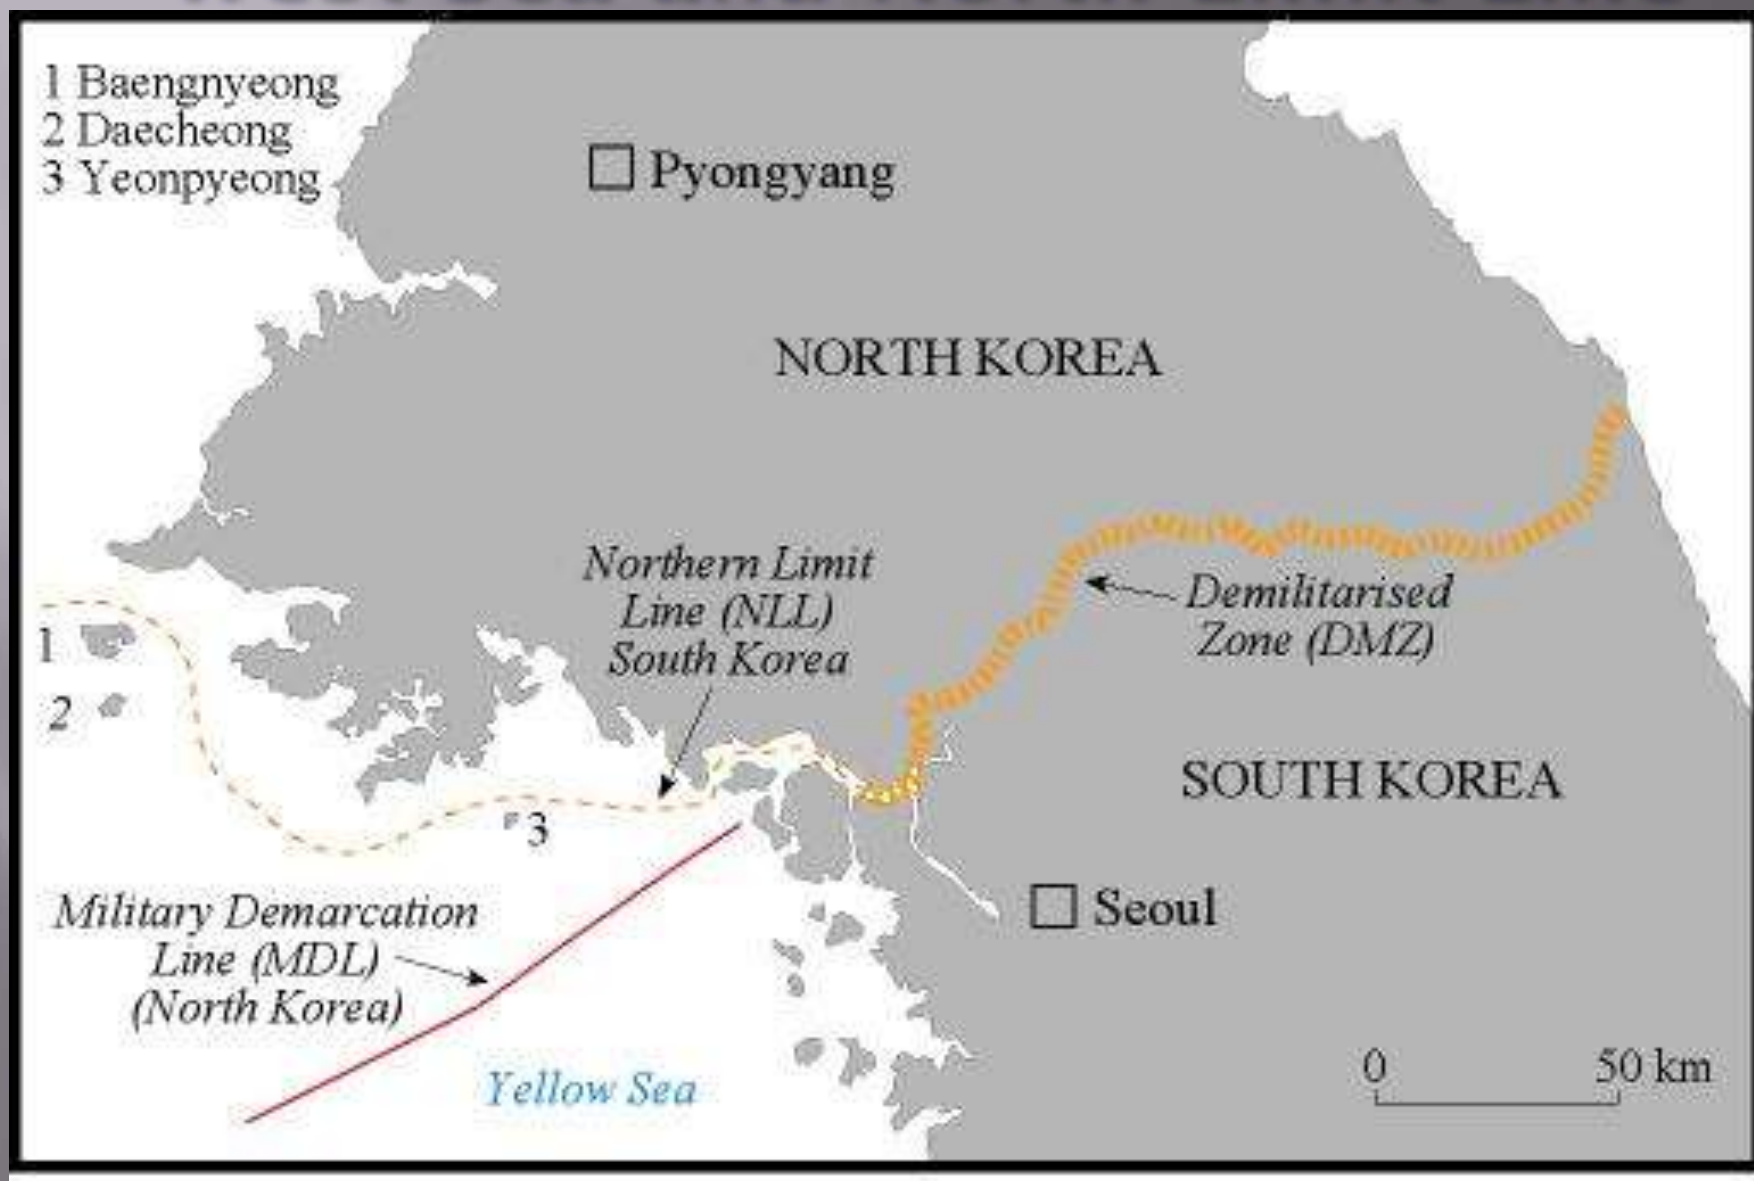 1 Baengnyeong
2 Daecheong
3 Yeonpyeong
Pyongyang
NORTH KOREA
Northern Limit
Line (NLL)
South Korea
Demilitarised
Zone (DMZ)
1
2
SOUTH KOREA
3
Military Demarcation
Line (MDL)
(North Korea)
Seoul
Yellow Sea
0 50 km